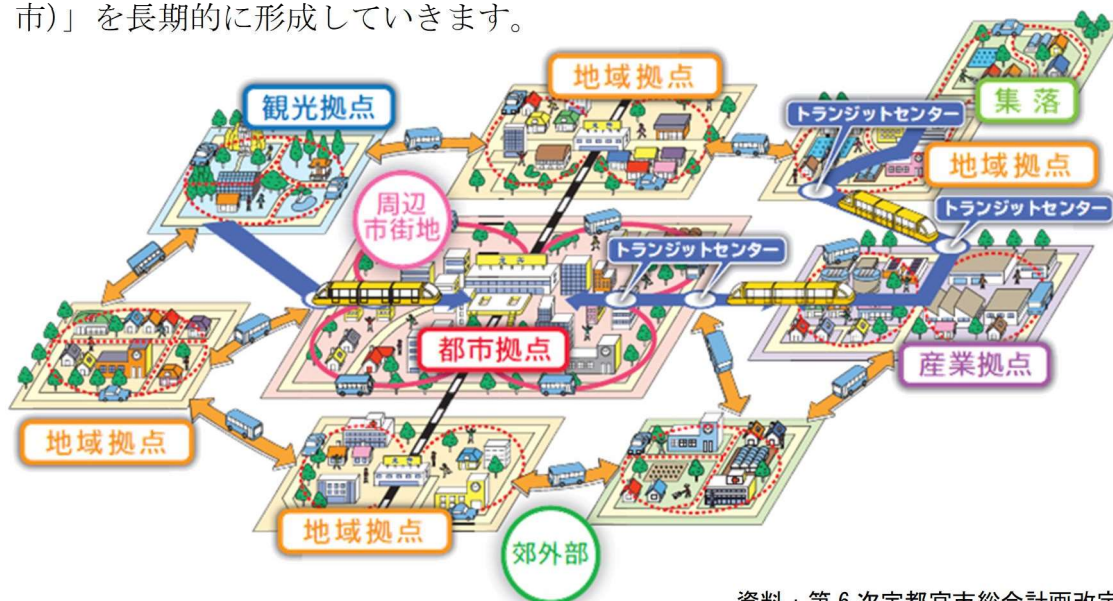 市)」を長期的に形成していきます。
地域拠点
観光拠点
集落
トランジットセンター
地域拠点
周辺
市街地
トランジットセンター
トランジットセンター
都市拠点
産業拠点
地域拠点
地域拠点
郊外部
資料:第6次宇都宮市総合計画改定